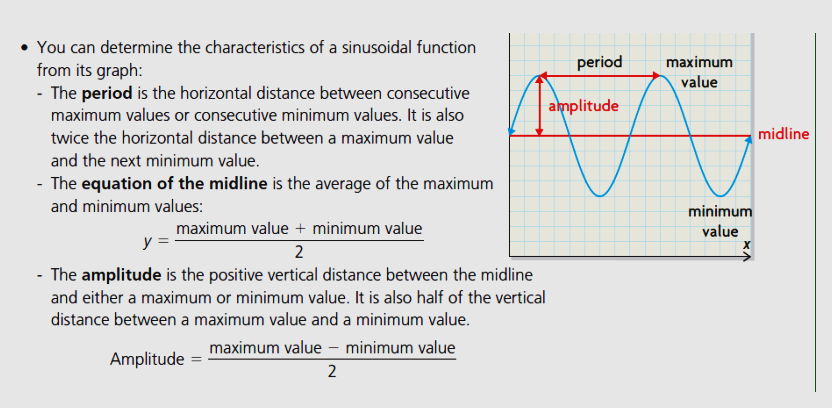 • You can determine the characteristics of a sinusoidal function
from its graph:
- The period is the horizontal distance between consecutive
maximum values or consecutive minimum values. It is also
twice the horizontal distance between a maximum value
and the next minimum value.
- The equation of the midline is the average of the maximum
and minimum values:
y = (maximum value + minimum value) / 2
- The amplitude is the positive vertical distance between the midline
and either a maximum or minimum value. It is also half of the vertical
distance between a maximum value and a minimum value.
Amplitude = (maximum value − minimum value) / 2
period
maximum
value
amplitude
midline
minimum
value
x